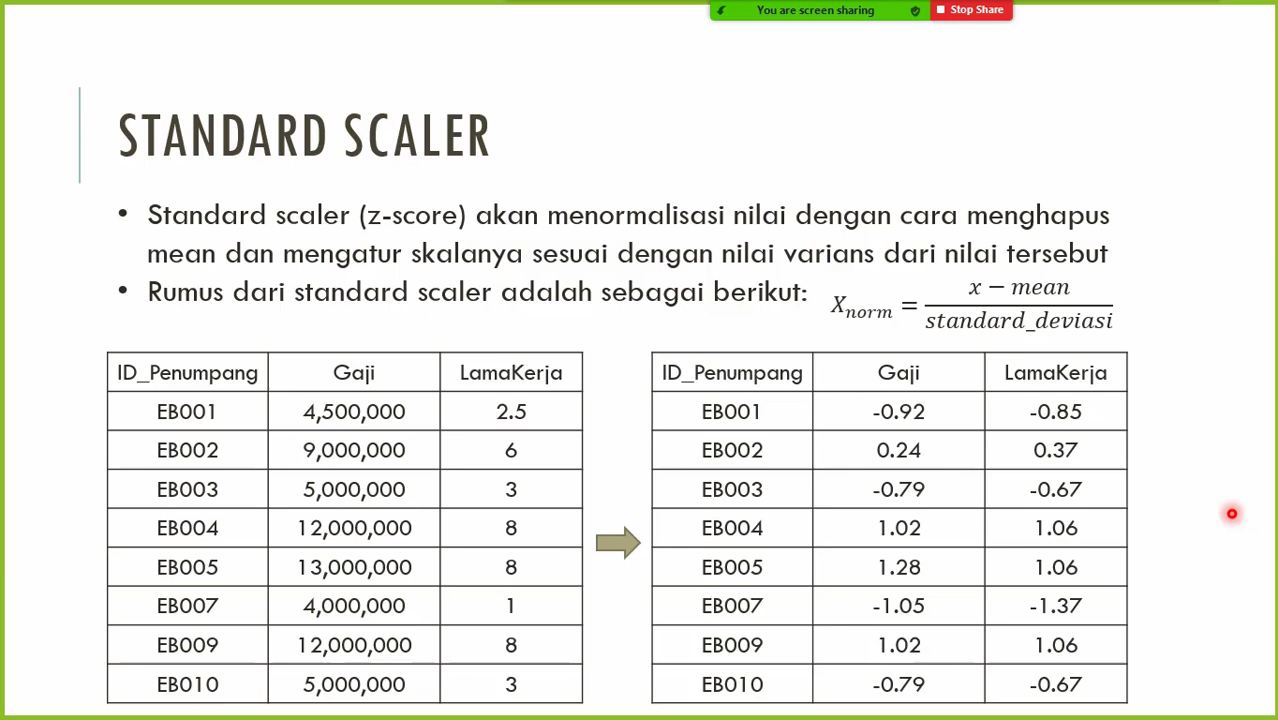 You are screen sharing
Stop Share
STANDARD SCALER
• Standard scaler (z-score) akan menormalisasi nilai dengan cara menghapus
mean dan mengatur skalanya sesuai dengan nilai varians dari nilai tersebut
• Rumus dari standard scaler adalah sebagai berikut: X_norm = (x − mean) / standard_deviasi
ID_Penumpang Gaji LamaKerja
EB001 4,500,000 2.5
EB002 9,000,000 6
EB003 5,000,000 3
EB004 12,000,000 8
EB005 13,000,000 8
EB007 4,000,000 1
EB009 12,000,000 8
EB010 5,000,000 3
ID_Penumpang Gaji LamaKerja
EB001 -0.92 -0.85
EB002 0.24 0.37
EB003 -0.79 -0.67
EB004 1.02 1.06
EB005 1.28 1.06
EB007 -1.05 -1.37
EB009 1.02 1.06
EB010 -0.79 -0.67